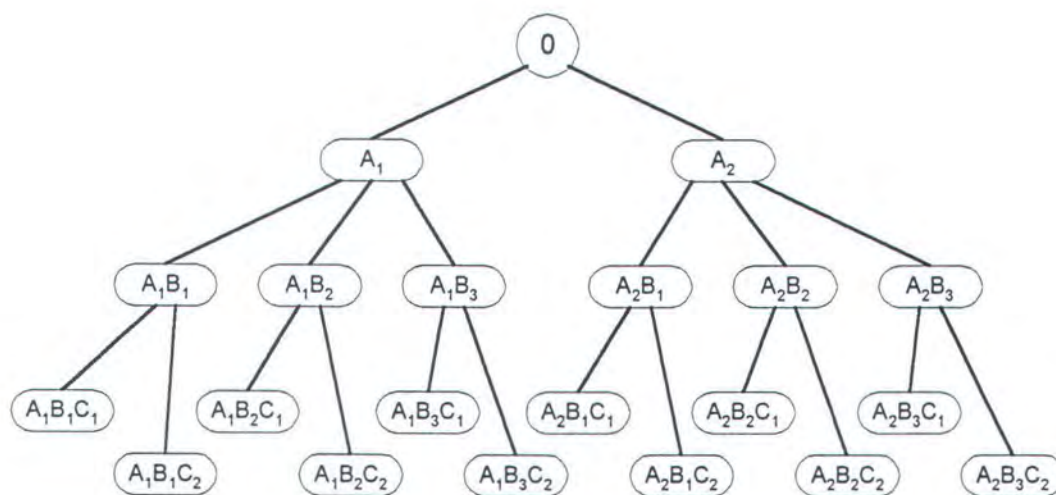 0
A₁ A₂
A₁B₁ A₁B₂ A₁B₃ A₂B₁ A₂B₂ A₂B₃
A₁B₁C₁ A₁B₂C₁ A₁B₃C₁ A₂B₁C₁ A₂B₂C₁ A₂B₃C₁
A₁B₁C₂ A₁B₂C₂ A₁B₃C₂ A₂B₁C₂ A₂B₂C₂ A₂B₃C₂